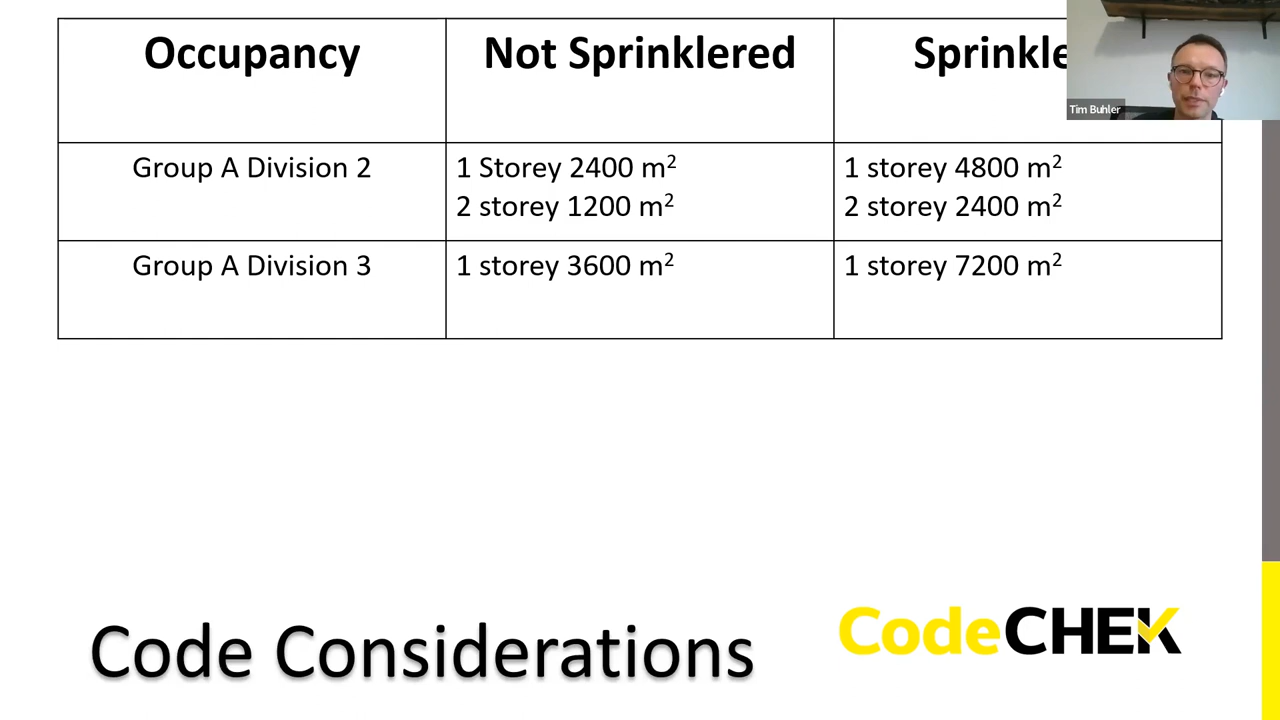 Occupancy
Not Sprinklered
Sprinkle
Tim Buhler
Group A Division 2
1 Storey 2400 m²
2 storey 1200 m²
1 storey 4800 m²
2 storey 2400 m²
Group A Division 3
1 storey 3600 m²
1 storey 7200 m²
Code Considerations
CodeCHEK